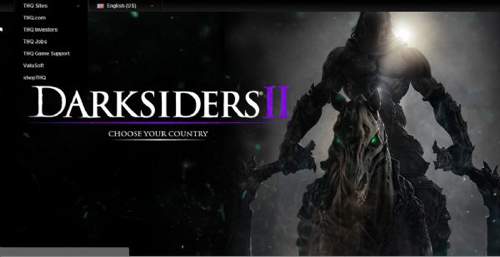 THQ Sites
English (US)
THQ.com
THQ Investors
THQ Jobs
THQ Game Support
ValuSoft
shopTHQ
DARKSIDERS II
CHOOSE YOUR COUNTRY